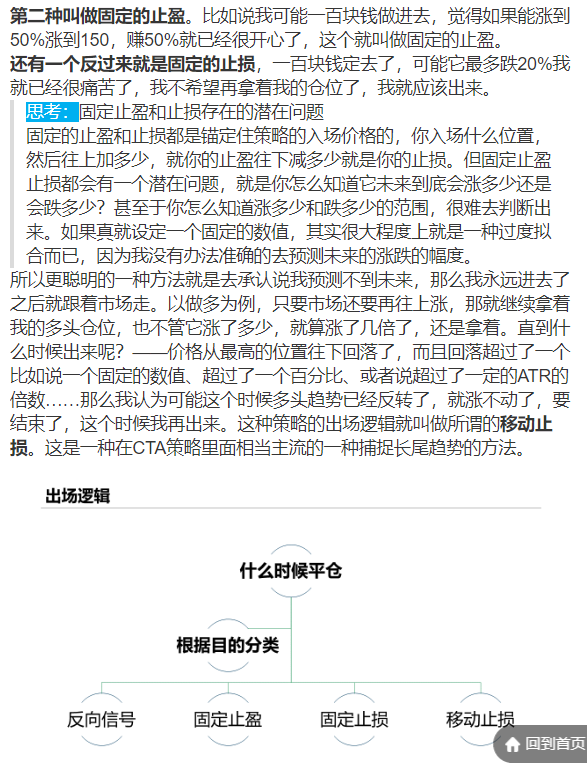 第二种叫做固定的止盈。比如说我可能一百块钱做进去，觉得如果能涨到
50%涨到150，赚50%就已经很开心了，这个就叫做固定的止盈。
还有一个反过来就是固定的止损，一百块钱定去了，可能它最多跌20%我
就已经很痛苦了，我不希望再拿着我的仓位了，我就应该出来。
思考：固定止盈和止损存在的潜在问题
固定的止盈和止损都是锚定住策略的入场价格的，你入场什么位置，
然后往上加多少，就你的止盈往下减多少就是你的止损。但固定止盈
止损都会有一个潜在问题，就是你怎么知道它未来到底会涨多少还是
会跌多少？甚至于你怎么知道涨多少和跌多少的范围，很难去判断出
来。如果真就设定一个固定的数值，其实很大程度上就是一种过度拟
合而已，因为我没有办法准确的去预测未来的涨跌的幅度。
所以更聪明的一种方法就是去承认说我预测不到未来，那么我永远进去了
之后就跟着市场走。以做多为例，只要市场还要再往上涨，那就继续拿着
我的多头仓位，也不管它涨了多少，就算涨了几倍了，还是拿着。直到什
么时候出来呢？——价格从最高的位置往下回落了，而且回落超过了一个
比如说一个固定的数值、超过了一个百分比、或者说超过了一定的ATR的
倍数……那么我认为可能这个时候多头趋势已经反转了，就涨不动了，要
结束了，这个时候我再出来。这种策略的出场逻辑就叫做所谓的移动止
损。这是一种在CTA策略里面相当主流的一种捕捉长尾趋势的方法。
出场逻辑
什么时候平仓
根据目的分类
反向信号
固定止盈
固定止损
移动止损
回到首页